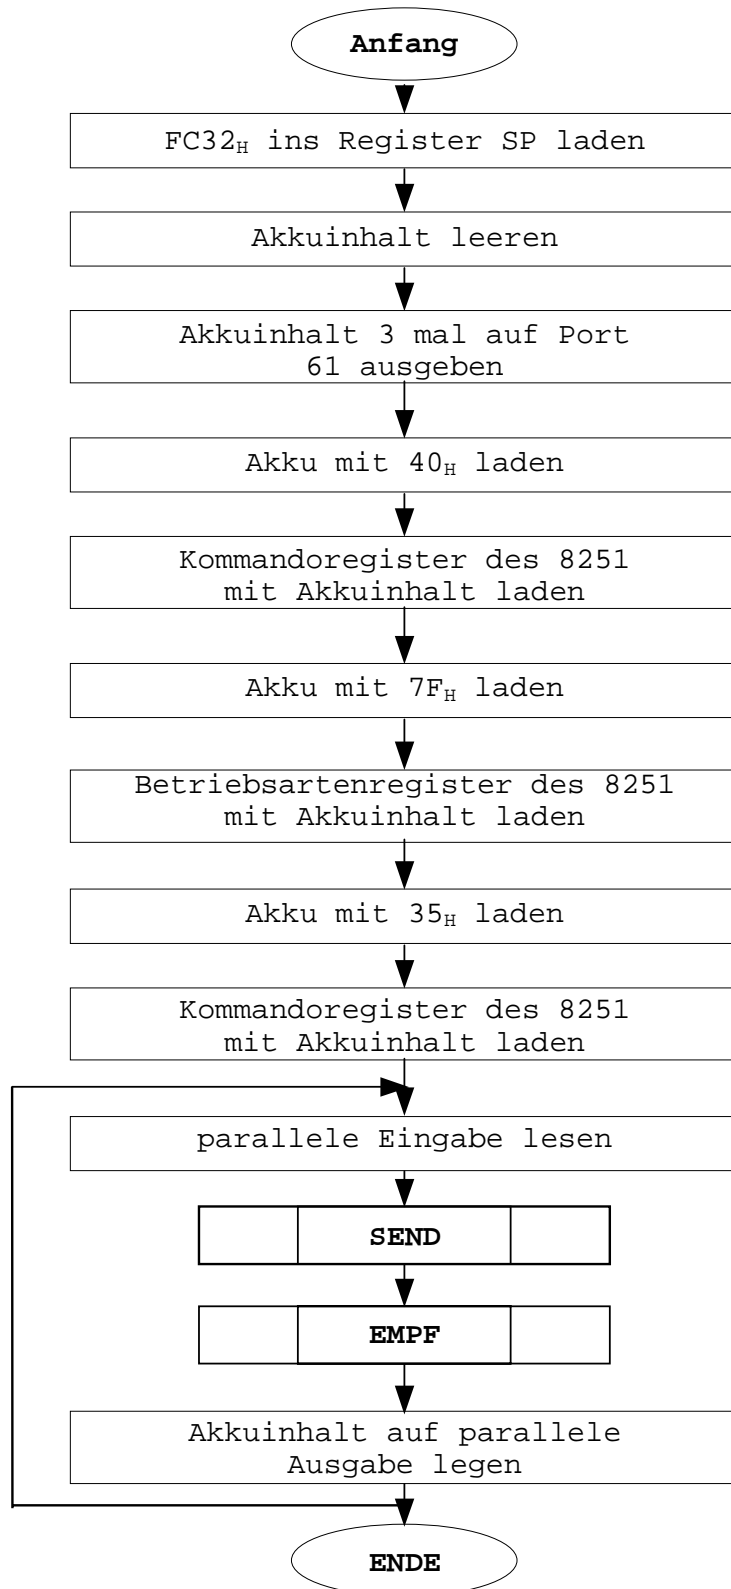 Anfang
FC32H ins Register SP laden
Akkuinhalt leeren
Akkuinhalt 3 mal auf Port
61 ausgeben
Akku mit 40H laden
Kommandoregister des 8251
mit Akkuinhalt laden
Akku mit 7FH laden
Betriebsartenregister des 8251
mit Akkuinhalt laden
Akku mit 35H laden
Kommandoregister des 8251
mit Akkuinhalt laden
parallele Eingabe lesen
SEND
EMPF
Akkuinhalt auf parallele
Ausgabe legen
ENDE